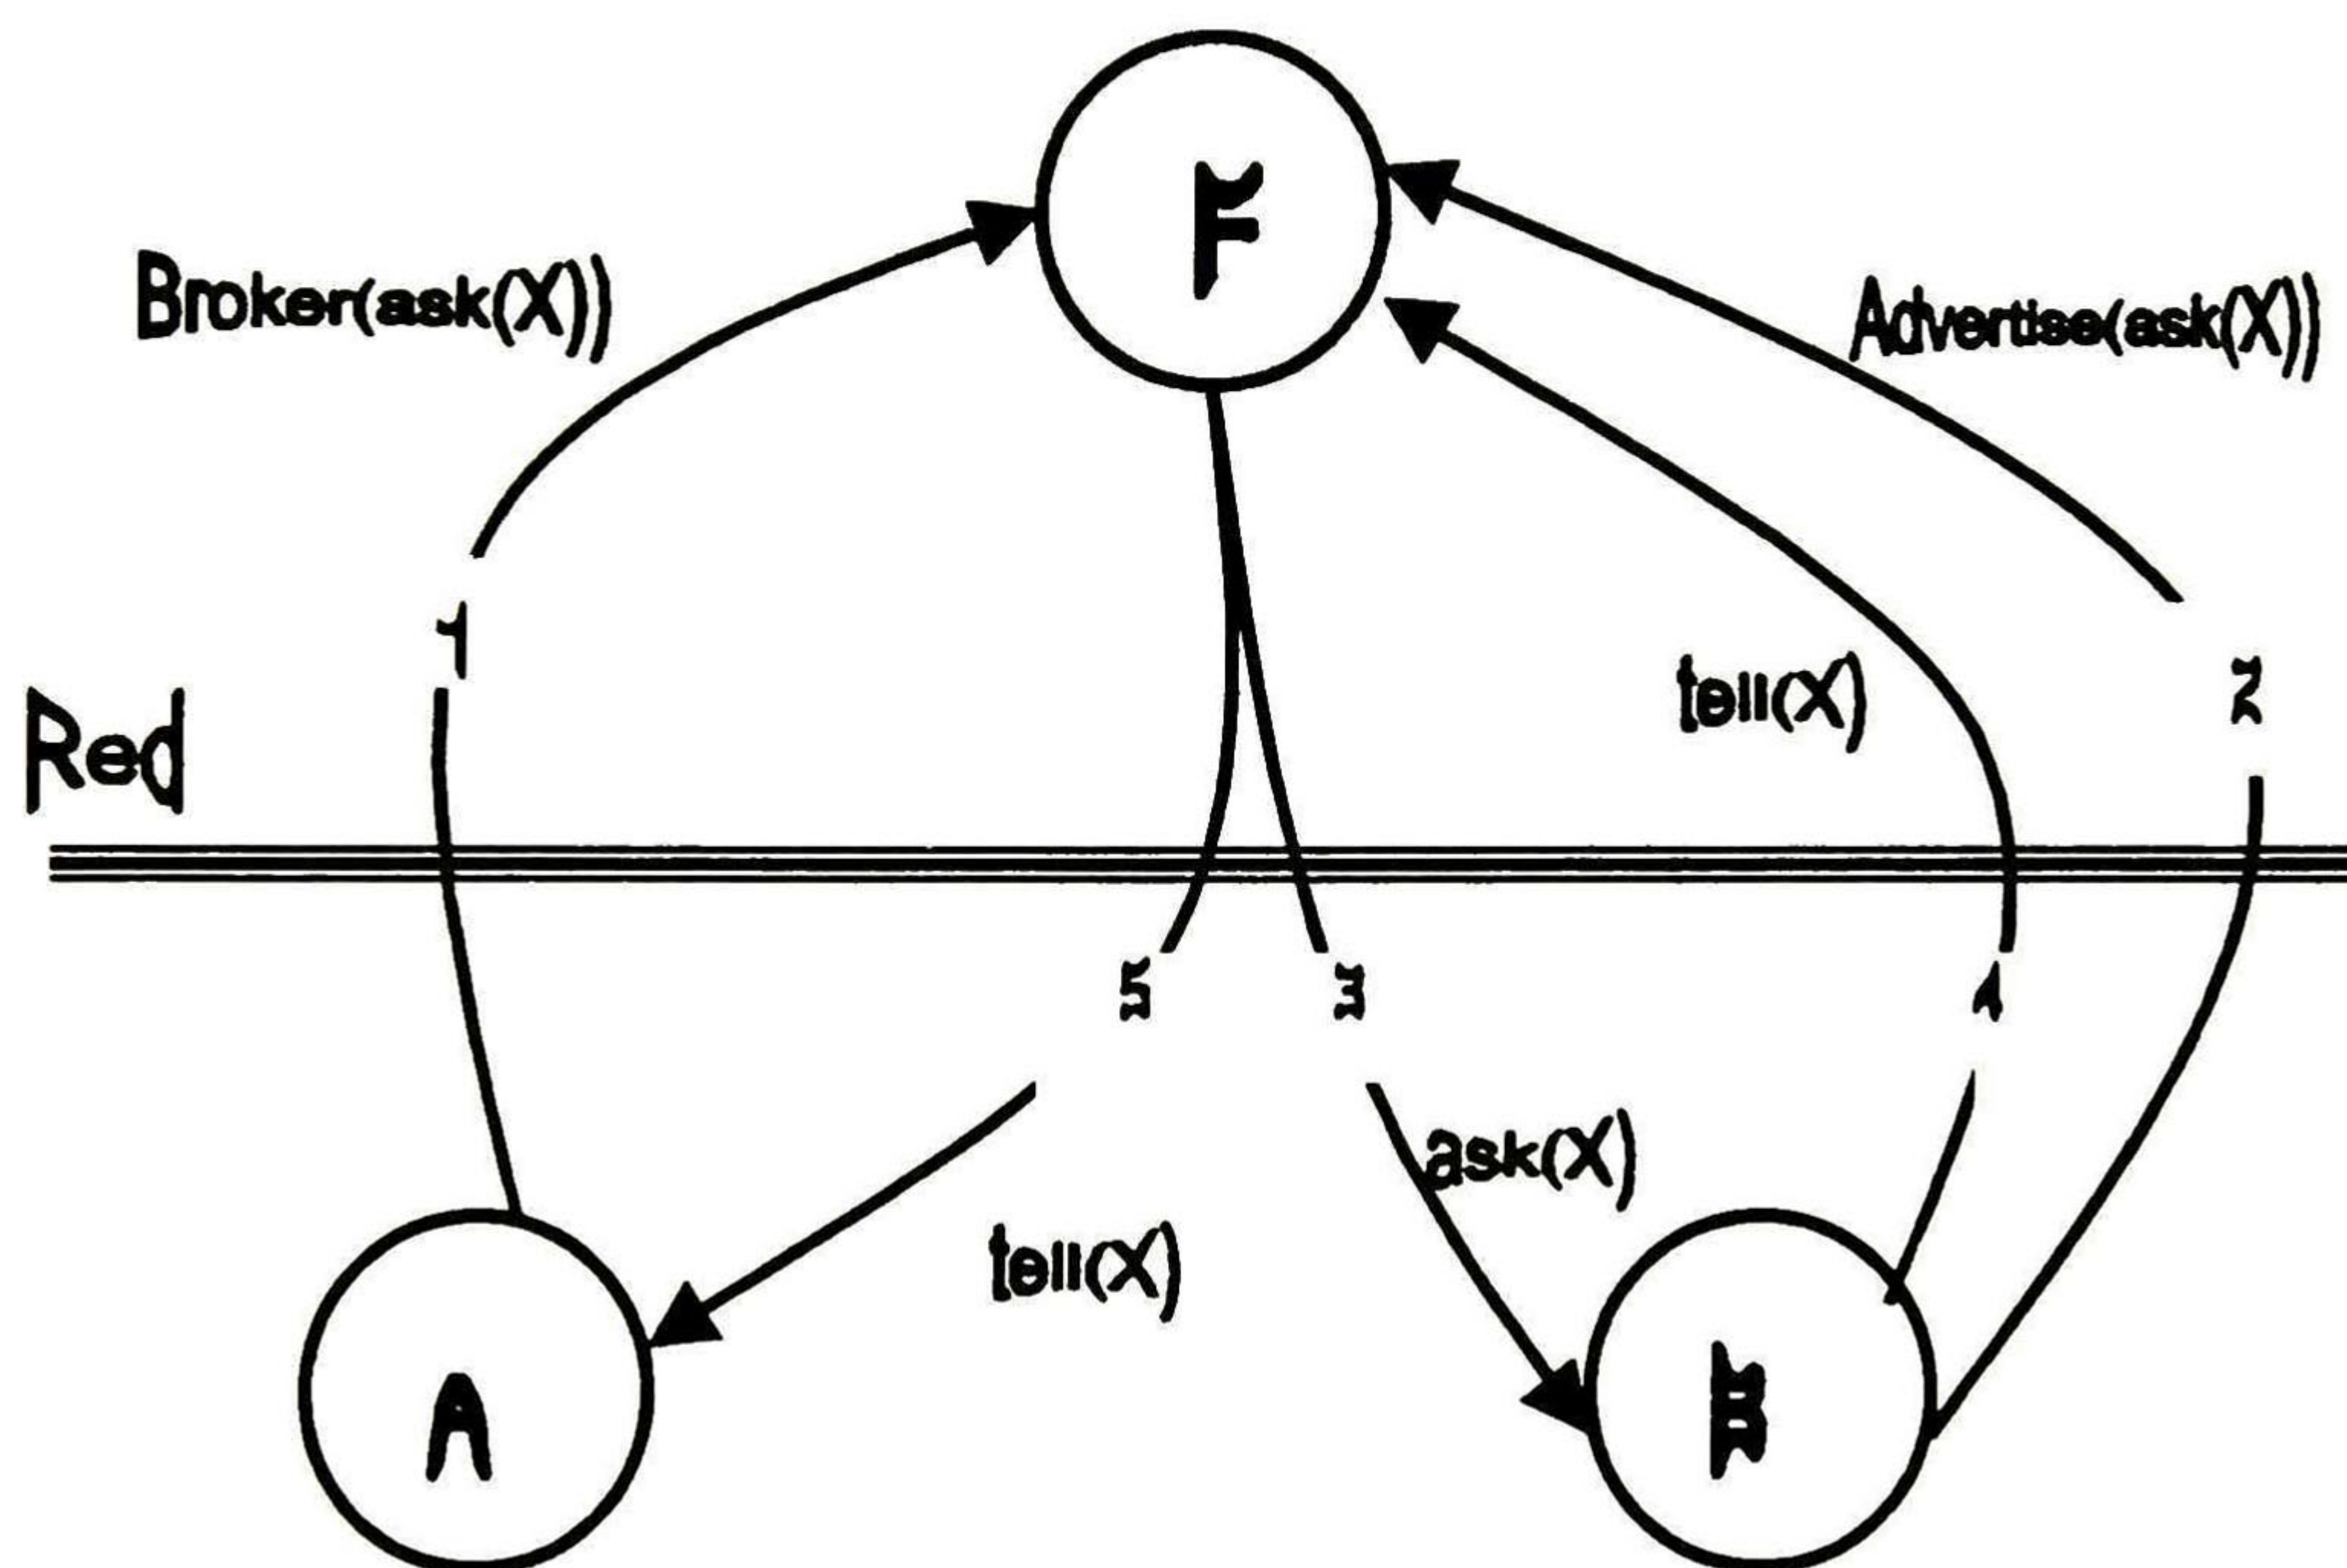 F
Broker(ask(X))
Advertise(ask(X))
1
tell(X)
2
Red
5
3
4
ask(X)
tell(X)
A
B